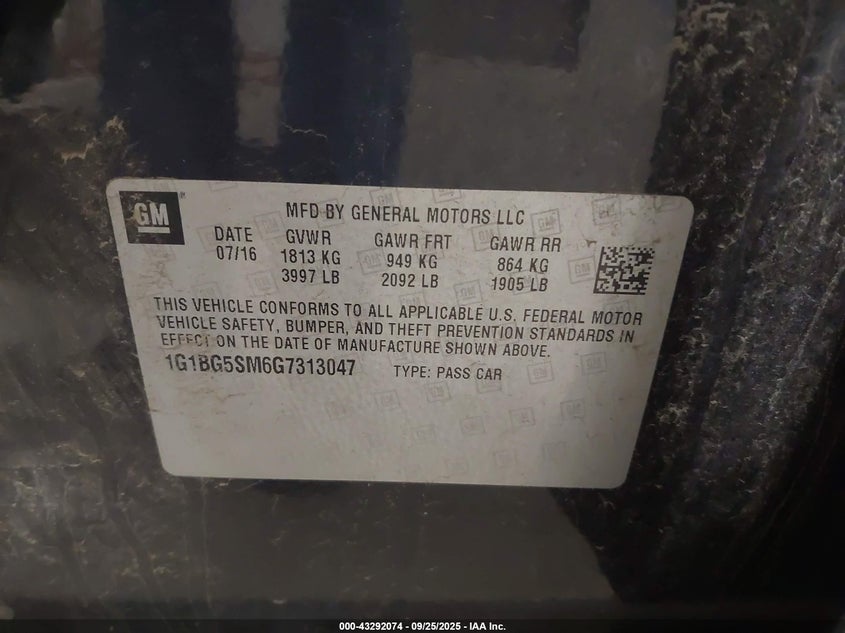 GM
MFD BY GENERAL MOTORS LLC
DATE GVWR GAWR FRT GAWR RR
07/16 1813 KG 949 KG 864 KG
3997 LB 2092 LB 1905 LB
THIS VEHICLE CONFORMS TO ALL APPLICABLE U.S. FEDERAL MOTOR
VEHICLE SAFETY, BUMPER, AND THEFT PREVENTION STANDARDS IN
EFFECT ON THE DATE OF MANUFACTURE SHOWN ABOVE.
1G1BG5SM6G7313047 TYPE: PASS CAR
000-43292074 - 09/25/2025 - IAA Inc.